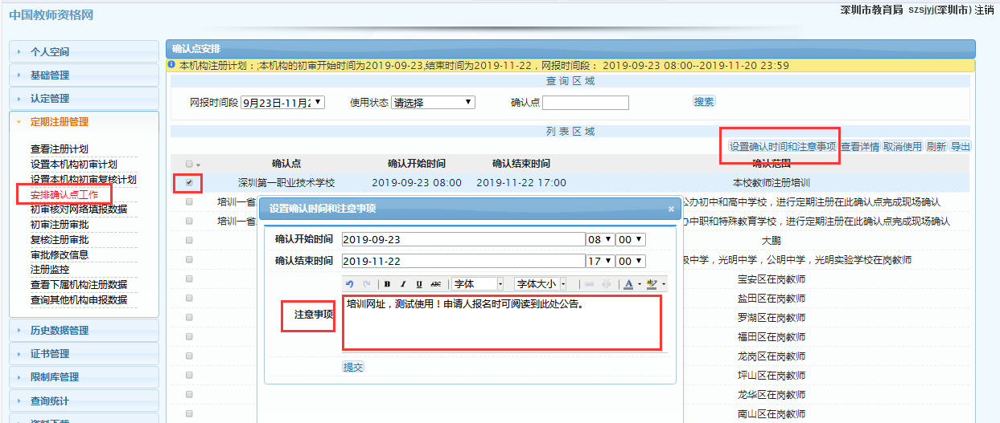 中国教师资格网
深圳市教育局 szsjyj(深圳市) 注销
个人空间
基础管理
认定管理
定期注册管理
查看注册计划
设置本机构初审计划
设置本机构初审复核计划
安排确认点工作
初审核对网络填报数据
初审注册审批
复核注册审批
审批修改信息
注册监控
查看下属机构注册数据
查询其他机构申报数据
历史数据管理
证书管理
限制库管理
查询统计
资料下载
确认点安排
本机构注册计划：;本机构的初审开始时间为2019-09-23,结束时间为2019-11-22，网报时间段： 2019-09-23 08:00--2019-11-20 23:59
查 询 区 域
网报时间段 9月23日-11月2 使用状态 请选择 确认点 搜索
列 表 区 域
设置确认时间和注意事项 查看详情 取消使用 刷新 导出
确认点 确认开始时间 确认结束时间 确认范围
深圳第一职业技术学校 2019-09-23 08:00 2019-11-22 17:00 本校教师注册培训
培训一省 公办初中和高中学校，进行定期注册在此确认点完成现场确认
培训一省 办中职和特殊教育学校，进行定期注册在此确认点完成现场确认
大鹏
级中学，光明中学，公明中学，光明实验学校在岗教师
宝安区在岗教师
盐田区在岗教师
罗湖区在岗教师
福田区在岗教师
龙岗区在岗教师
坪山区在岗教师
龙华区在岗教师
南山区在岗教师
设置确认时间和注意事项 ×
确认开始时间 2019-09-23 08 00
确认结束时间 2019-11-22 17 00
B I U ABC 字体 字体大小 A ab
注意事项 培训网址，测试使用！申请人报名时可阅读到此处公告。
提交